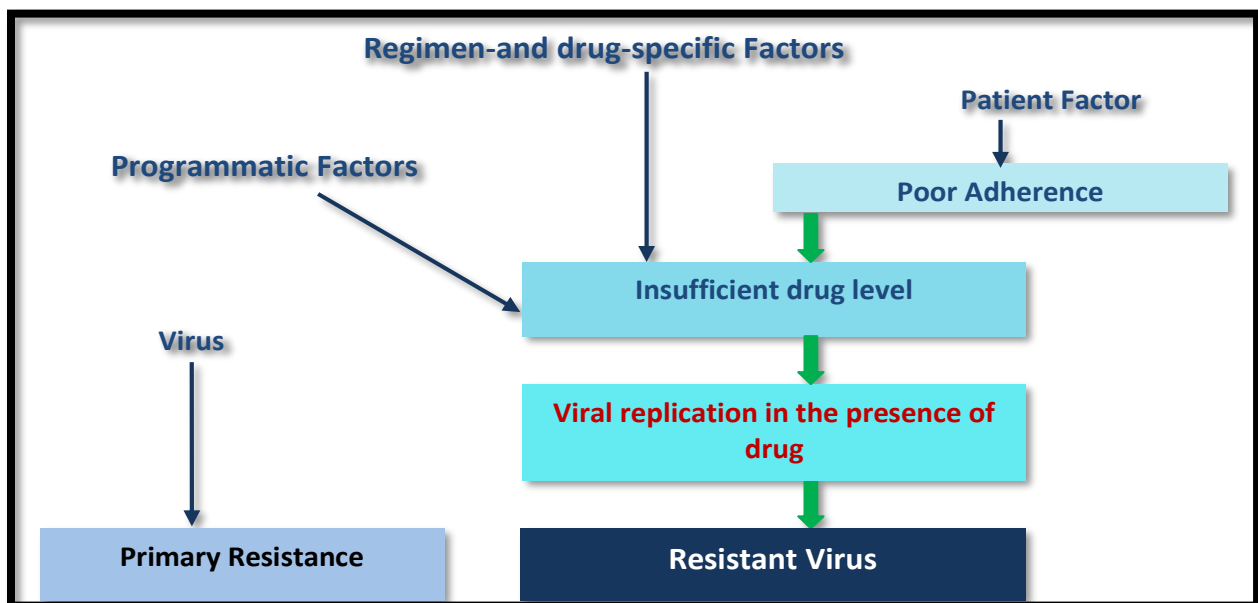 Regimen-and drug-specific Factors
Patient Factor
Programmatic Factors
Poor Adherence
Insufficient drug level
Virus
Viral replication in the presence of
drug
Primary Resistance
Resistant Virus